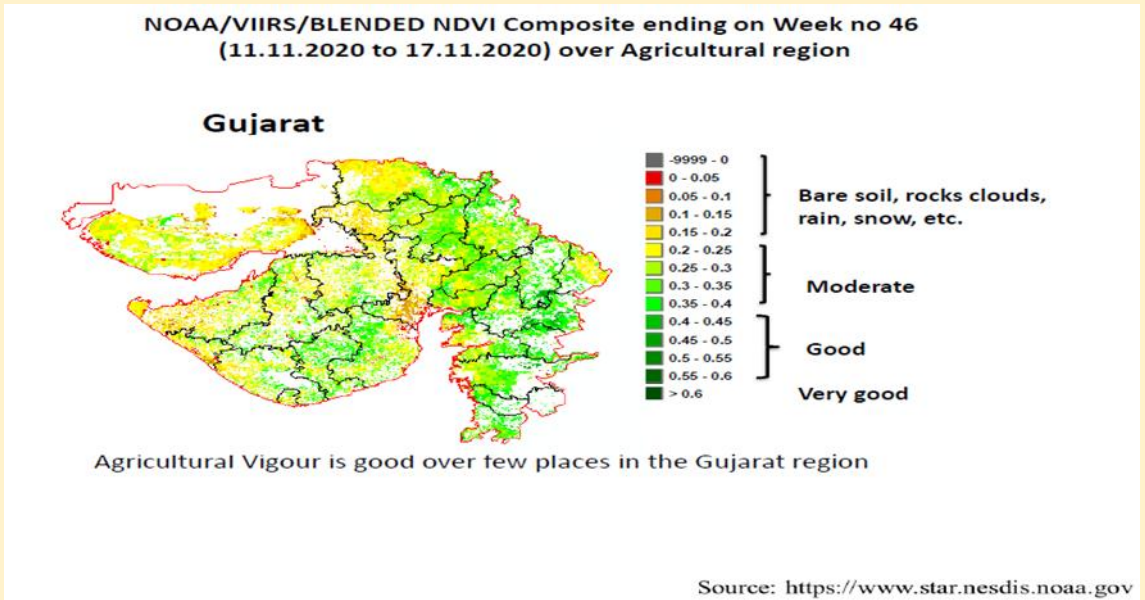 NOAA/VIIRS/BLENDED NDVI Composite ending on Week no 46
(11.11.2020 to 17.11.2020) over Agricultural region
Gujarat
-9999 - 0
0 - 0.05
0.05 - 0.1
0.1 - 0.15
0.15 - 0.2
0.2 - 0.25
0.25 - 0.3
0.3 - 0.35
0.35 - 0.4
0.4 - 0.45
0.45 - 0.5
0.5 - 0.55
0.55 - 0.6
> 0.6
Bare soil, rocks clouds,
rain, snow, etc.
Moderate
Good
Very good
Agricultural Vigour is good over few places in the Gujarat region
Source: https://www.star.nesdis.noaa.gov